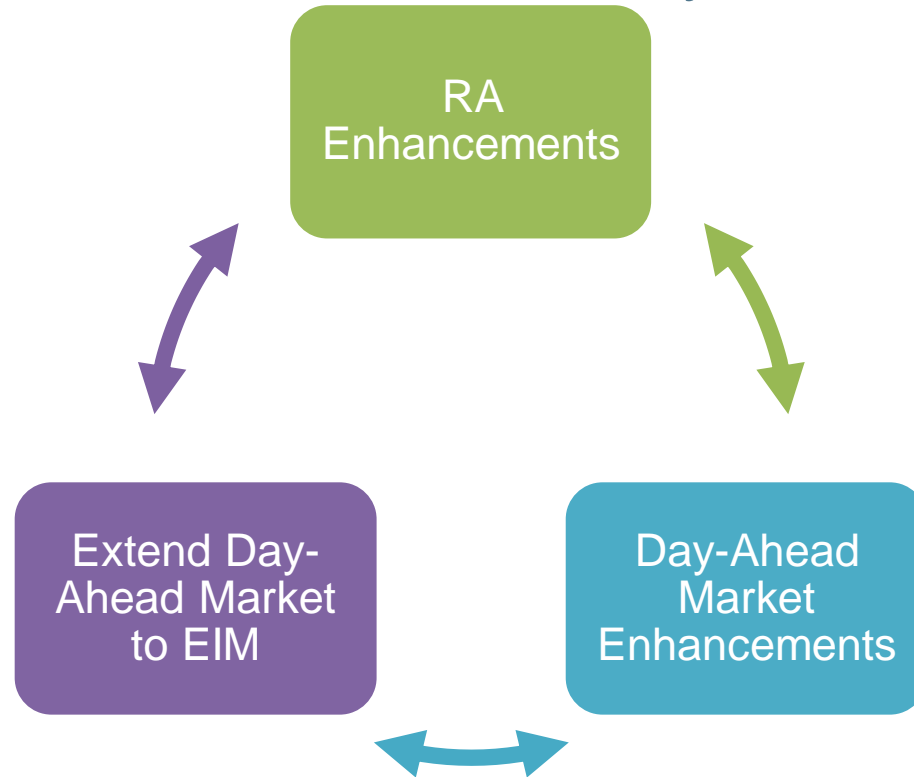 RA
Enhancements
Extend Day-
Ahead Market
to EIM
Day-Ahead
Market
Enhancements